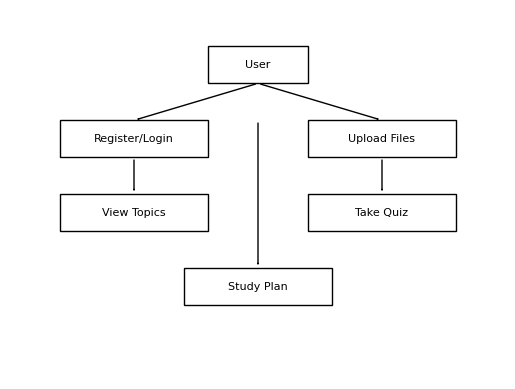 User
Register/Login
Upload Files
View Topics
Take Quiz
Study Plan